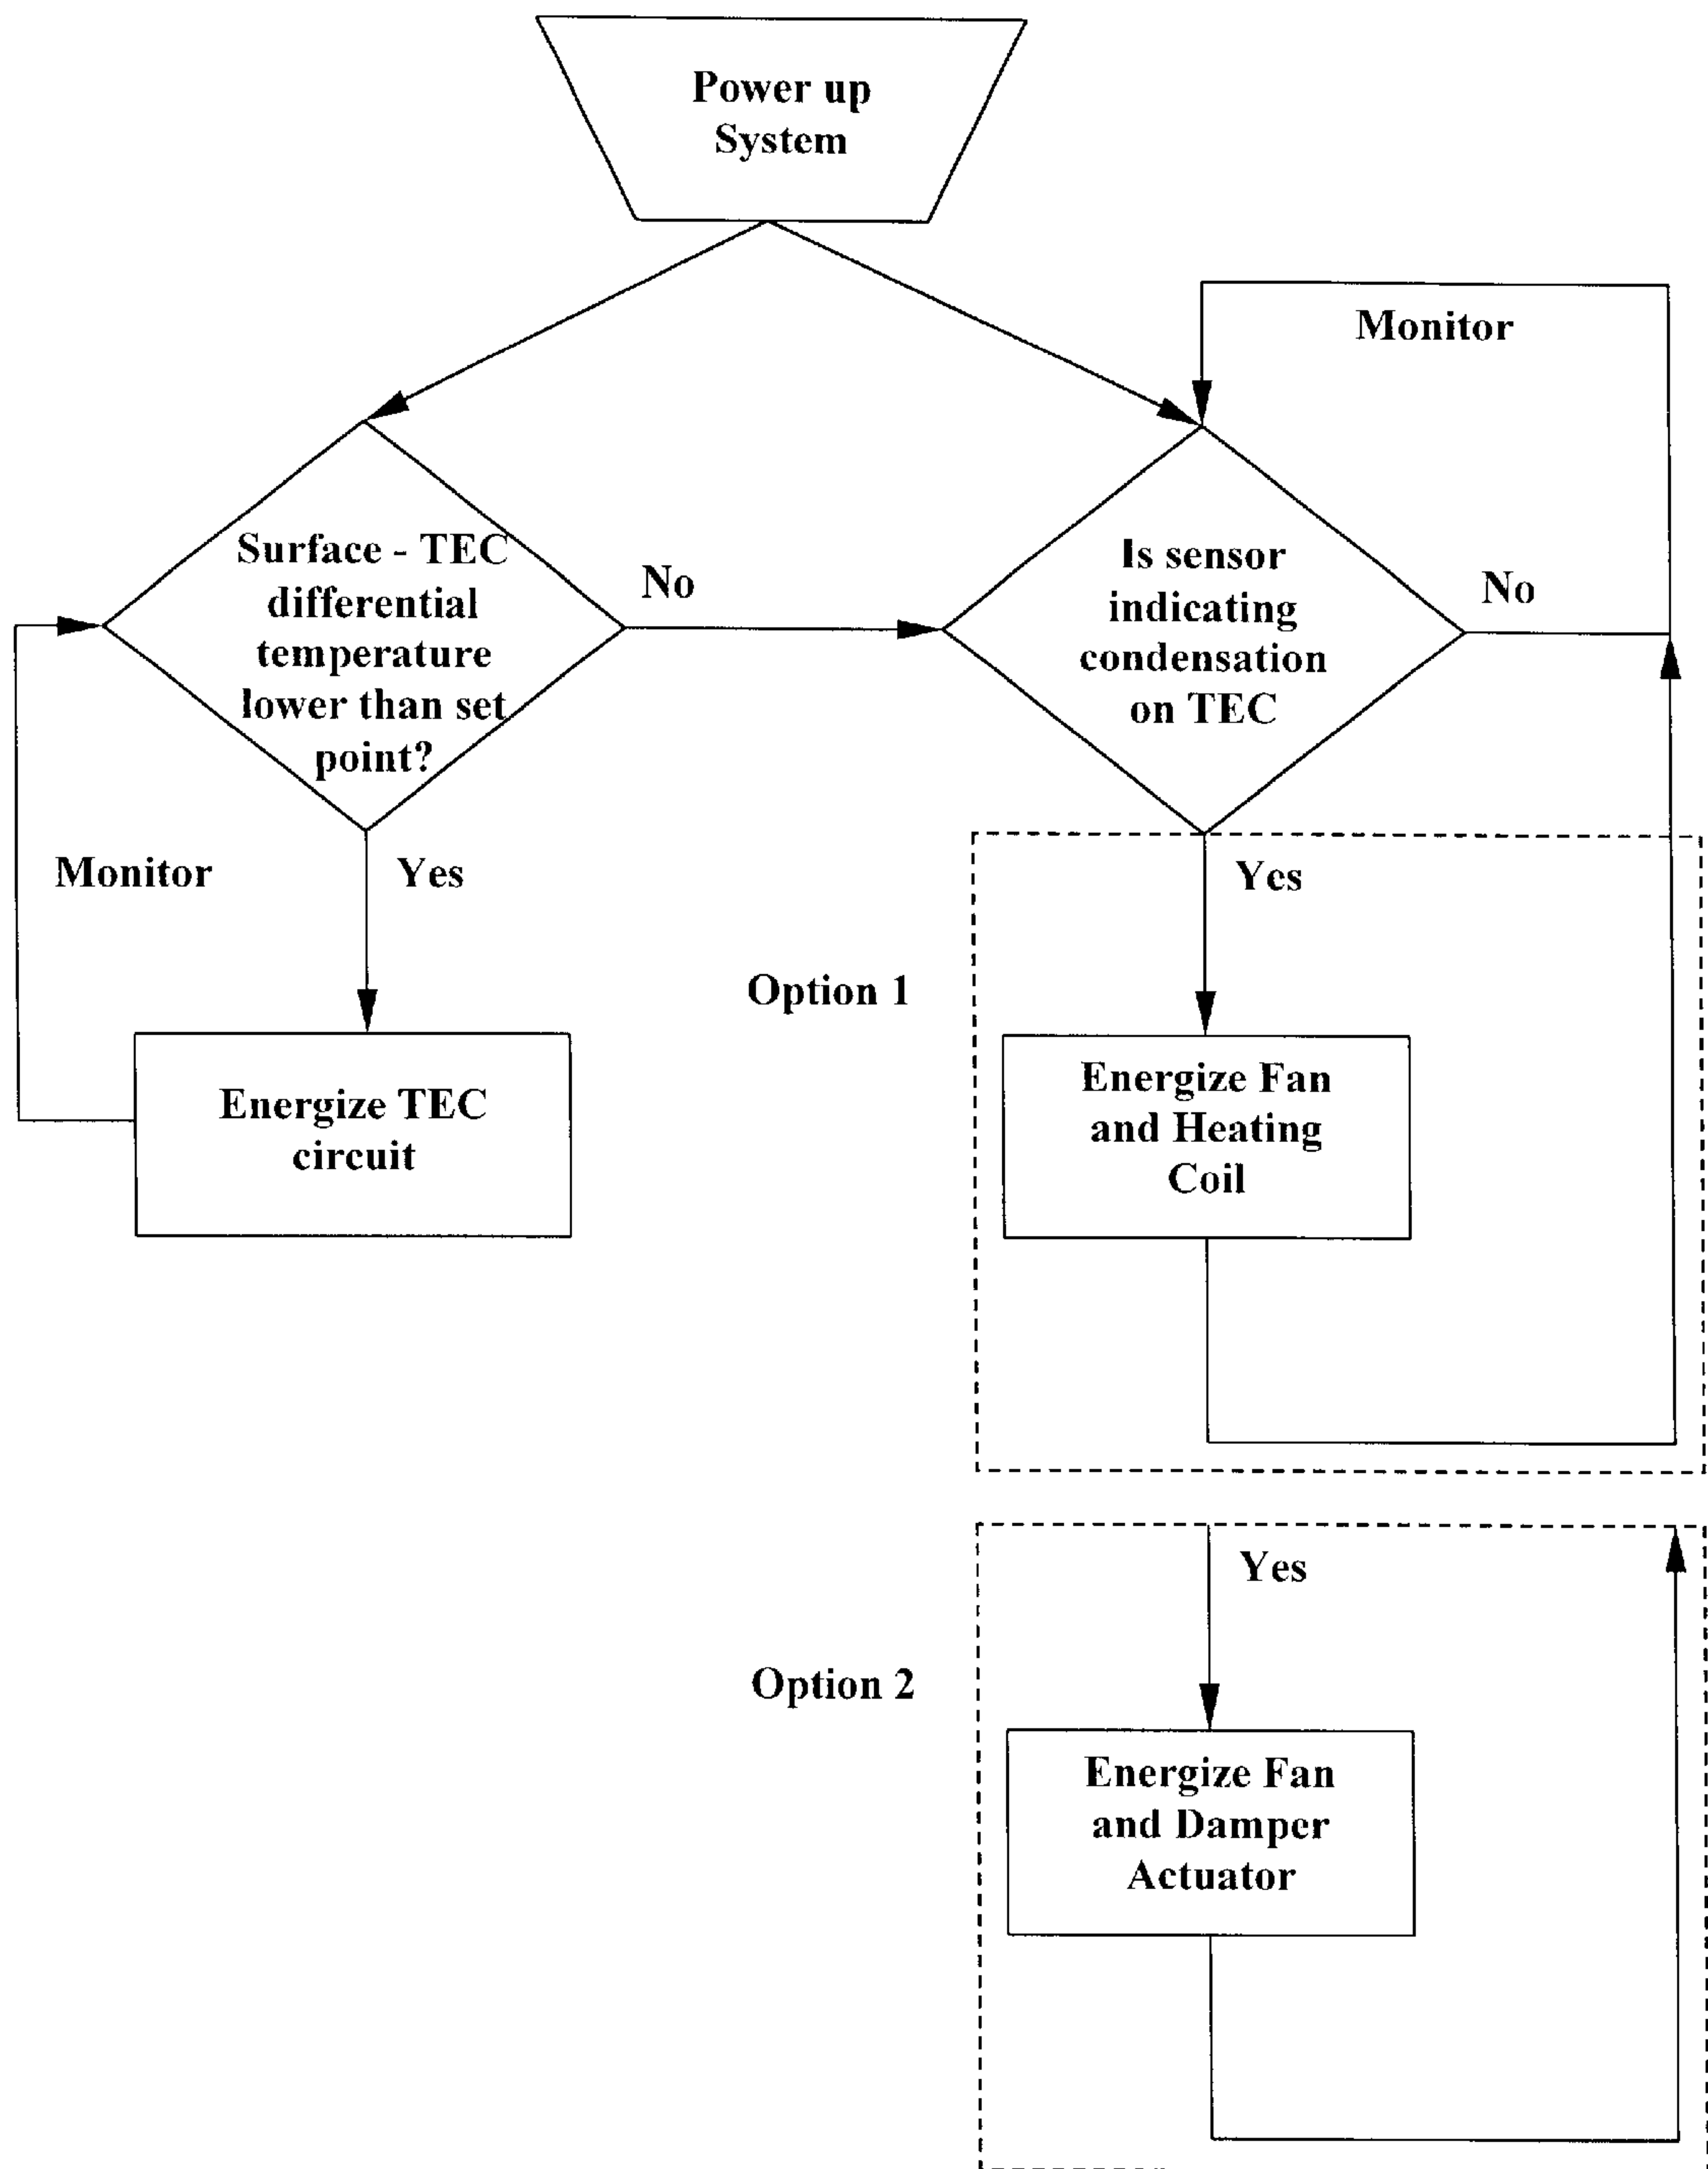 Power up
System
Monitor
Surface - TEC
differential
temperature
lower than set
point?
No
Is sensor
indicating
condensation
on TEC
No
Monitor
Yes
Yes
Option 1
Energize TEC
circuit
Energize Fan
and Heating
Coil
Yes
Option 2
Energize Fan
and Damper
Actuator